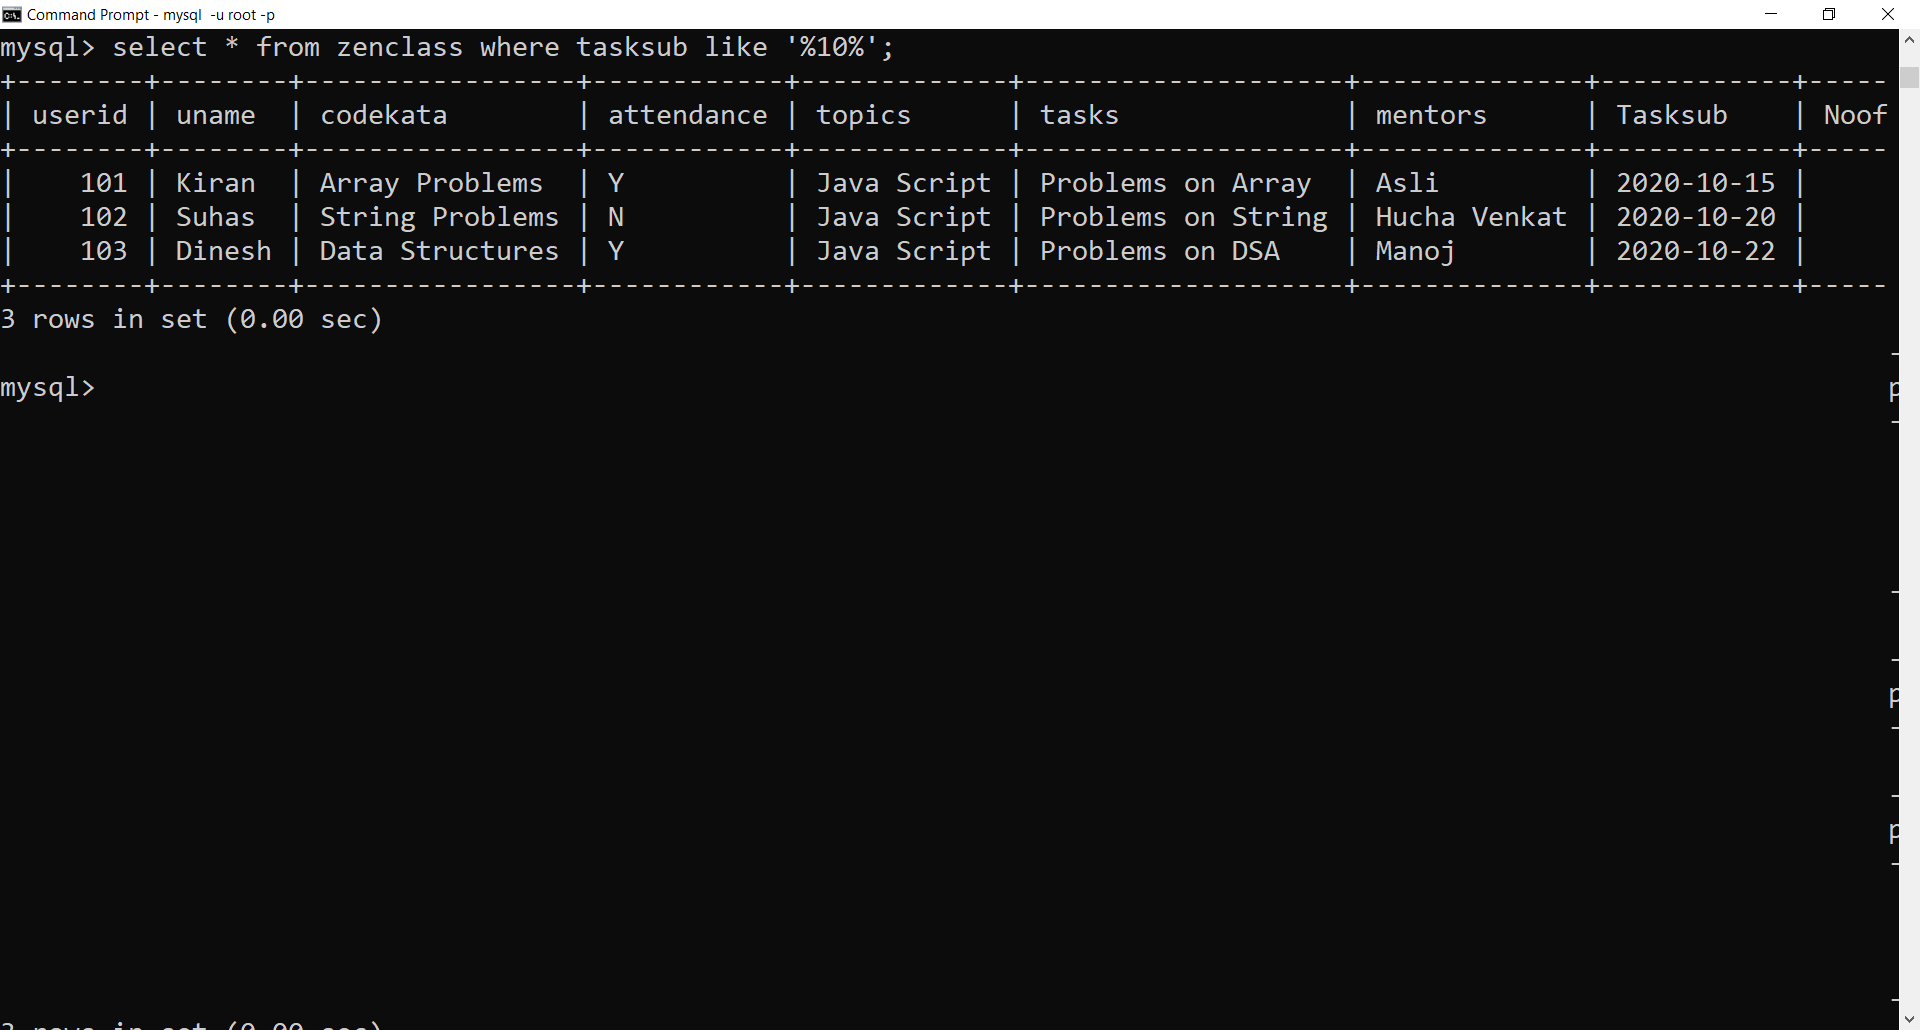 Command Prompt - mysql  -u root -p
mysql> select * from zenclass where tasksub like '%10%';
+--------+--------+-----------------+------------+-------------+--------------------+--------------+------------+-----
| userid | uname  | codekata        | attendance | topics      | tasks              | mentors      | Tasksub    | Noof
+--------+--------+-----------------+------------+-------------+--------------------+--------------+------------+-----
|    101 | Kiran  | Array Problems  | Y          | Java Script | Problems on Array  | Asli         | 2020-10-15 |
|    102 | Suhas  | String Problems | N          | Java Script | Problems on String | Hucha Venkat | 2020-10-20 |
|    103 | Dinesh | Data Structures | Y          | Java Script | Problems on DSA    | Manoj        | 2020-10-22 |
+--------+--------+-----------------+------------+-------------+--------------------+--------------+------------+-----
3 rows in set (0.00 sec)
mysql>
3 rows in set (0.00 sec)